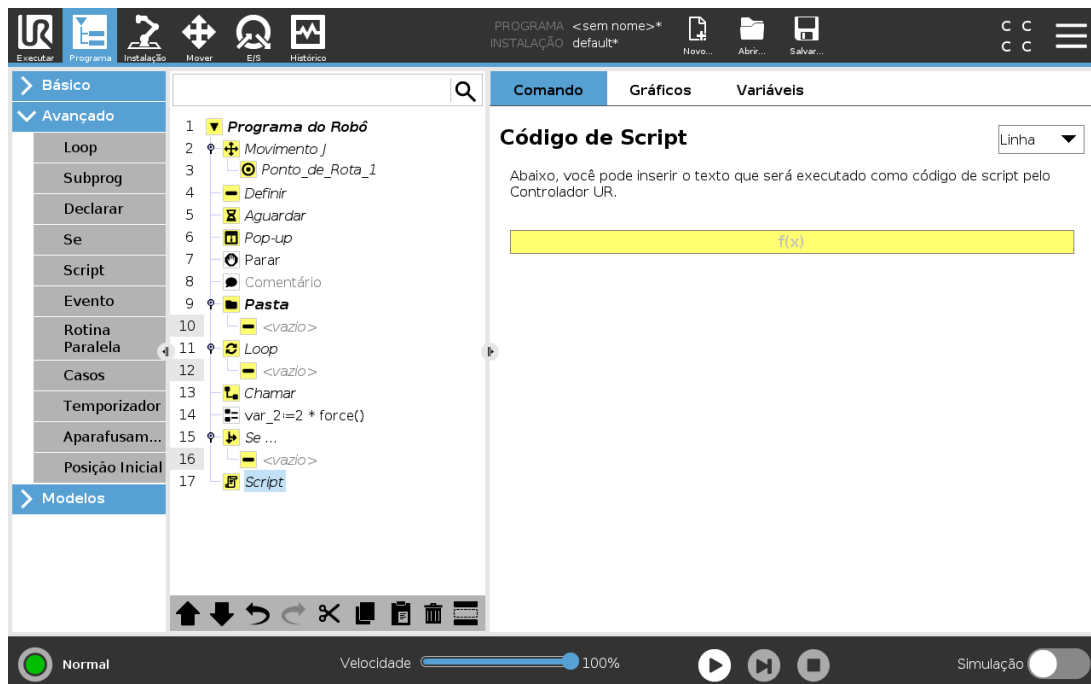 PROGRAMA <sem nome>*
INSTALAÇÃO default*
Executar Programa Instalação Mover E/S Histórico Novo... Abrir... Salvar...
C C
C C
Básico
Avançado
Loop
Subprog
Declarar
Se
Script
Evento
Rotina
Paralela
Casos
Temporizador
Aparafusam...
Posição Inicial
Modelos
1 Programa do Robô
2 Movimento J
3 Ponto_de_Rota_1
4 Definir
5 Aguardar
6 Pop-up
7 Parar
8 Comentário
9 Pasta
10 <vazio>
11 Loop
12 <vazio>
13 Chamar
14 var_2:=2 * force()
15 Se ...
16 <vazio>
17 Script
Comando Gráficos Variáveis
Código de Script
Linha
Abaixo, você pode inserir o texto que será executado como código de script pelo
Controlador UR.
f(x)
Normal Velocidade 100% Simulação